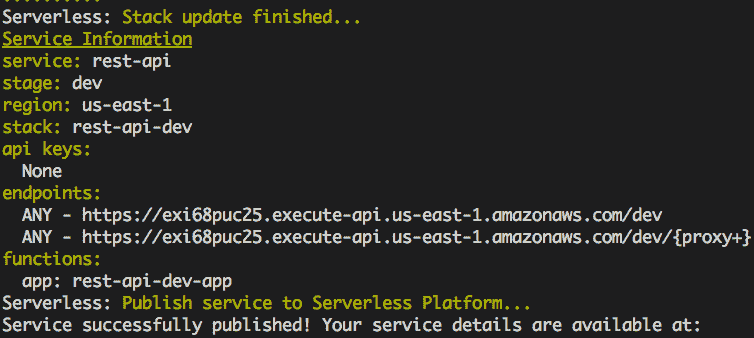 Serverless: Stack update finished...
Service Information
service: rest-api
stage: dev
region: us-east-1
stack: rest-api-dev
api keys:
  None
endpoints:
  ANY - https://exi68puc25.execute-api.us-east-1.amazonaws.com/dev
  ANY - https://exi68puc25.execute-api.us-east-1.amazonaws.com/dev/{proxy+}
functions:
  app: rest-api-dev-app
Serverless: Publish service to Serverless Platform...
Service successfully published! Your service details are available at: